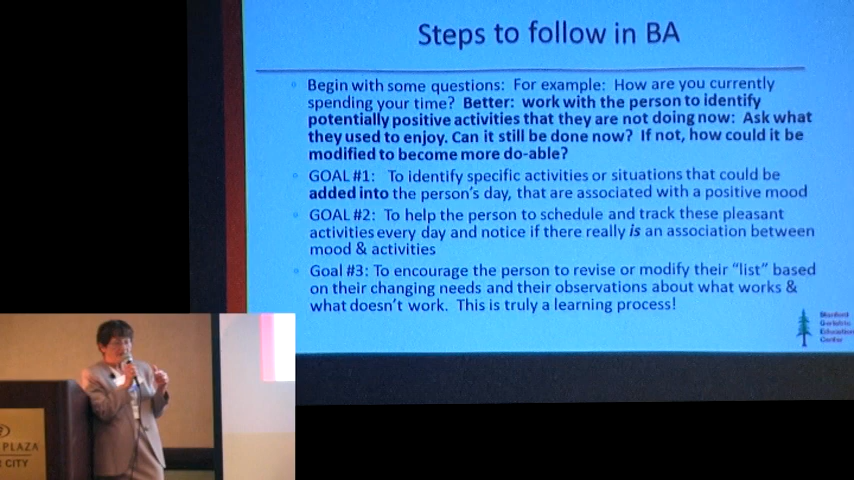 Steps to follow in BA
Begin with some questions: For example: How are you currently
spending your time? Better: work with the person to identify
potentially positive activities that they are not doing now: Ask what
they used to enjoy. Can it still be done now? If not, how could it be
modified to become more do-able?
GOAL #1: To identify specific activities or situations that could be
added into the person's day, that are associated with a positive mood
GOAL #2: To help the person to schedule and track these pleasant
activities every day and notice if there really is an association between
mood & activities
Goal #3: To encourage the person to revise or modify their "list" based
on their changing needs and their observations about what works &
what doesn't work. This is truly a learning process!
Stanford
Geriatric
Education
Center
PLAZA
CITY